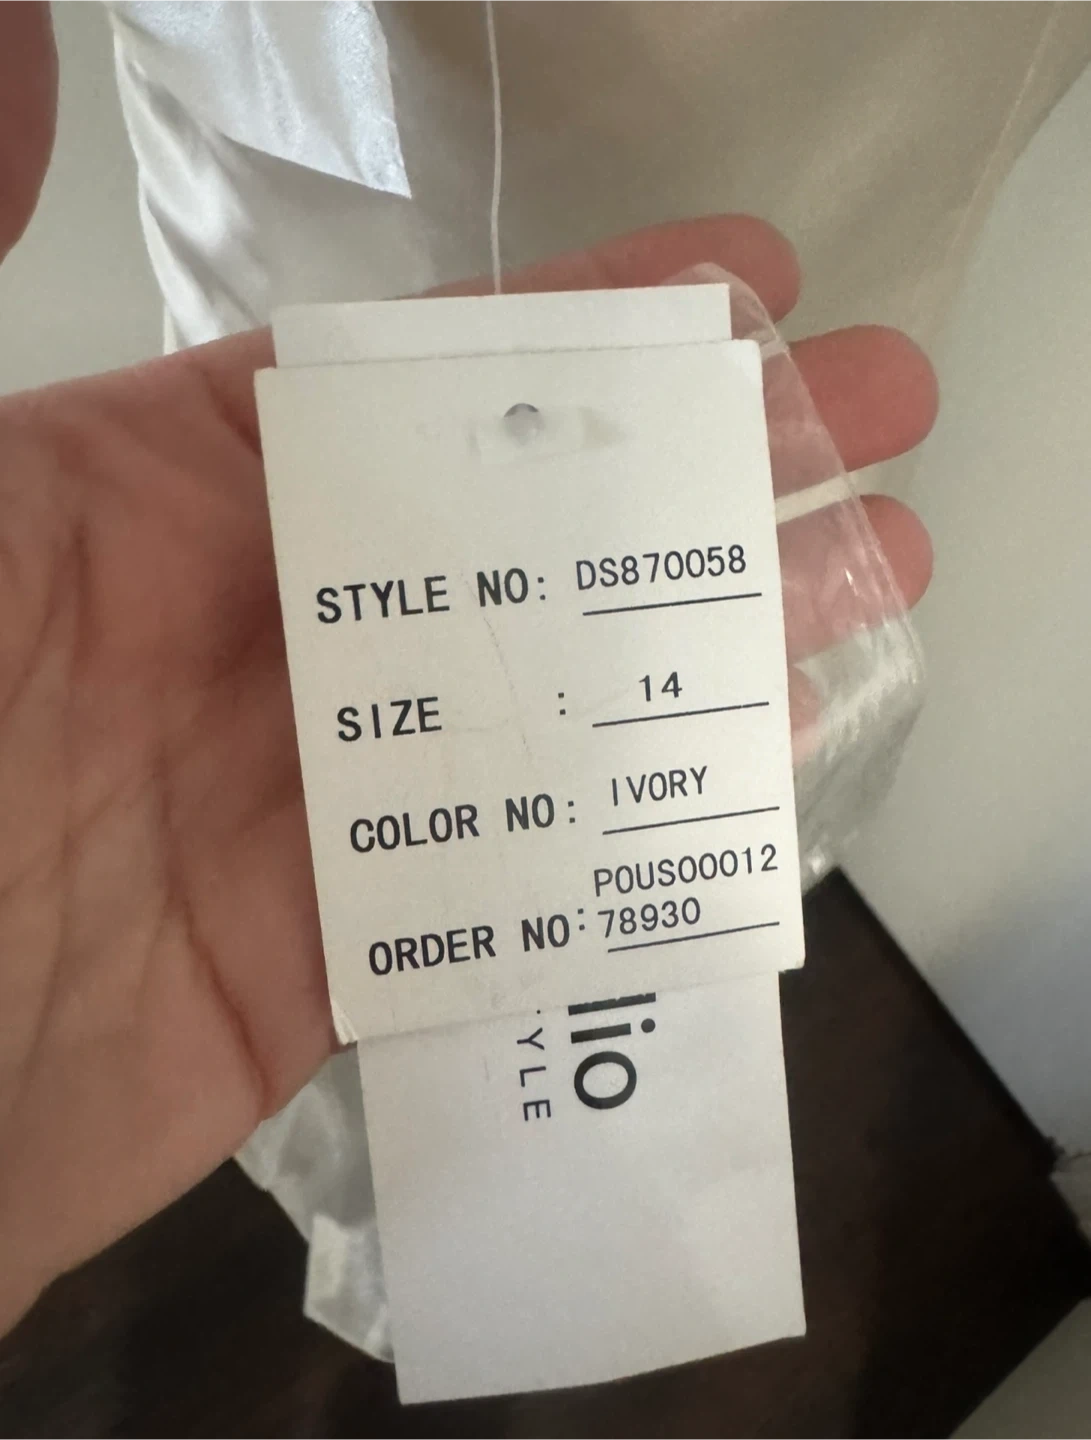 STYLE NO: DS870058
SIZE : 14
COLOR NO: IVORY
POUS00012
ORDER NO: 78930
lio
YLE